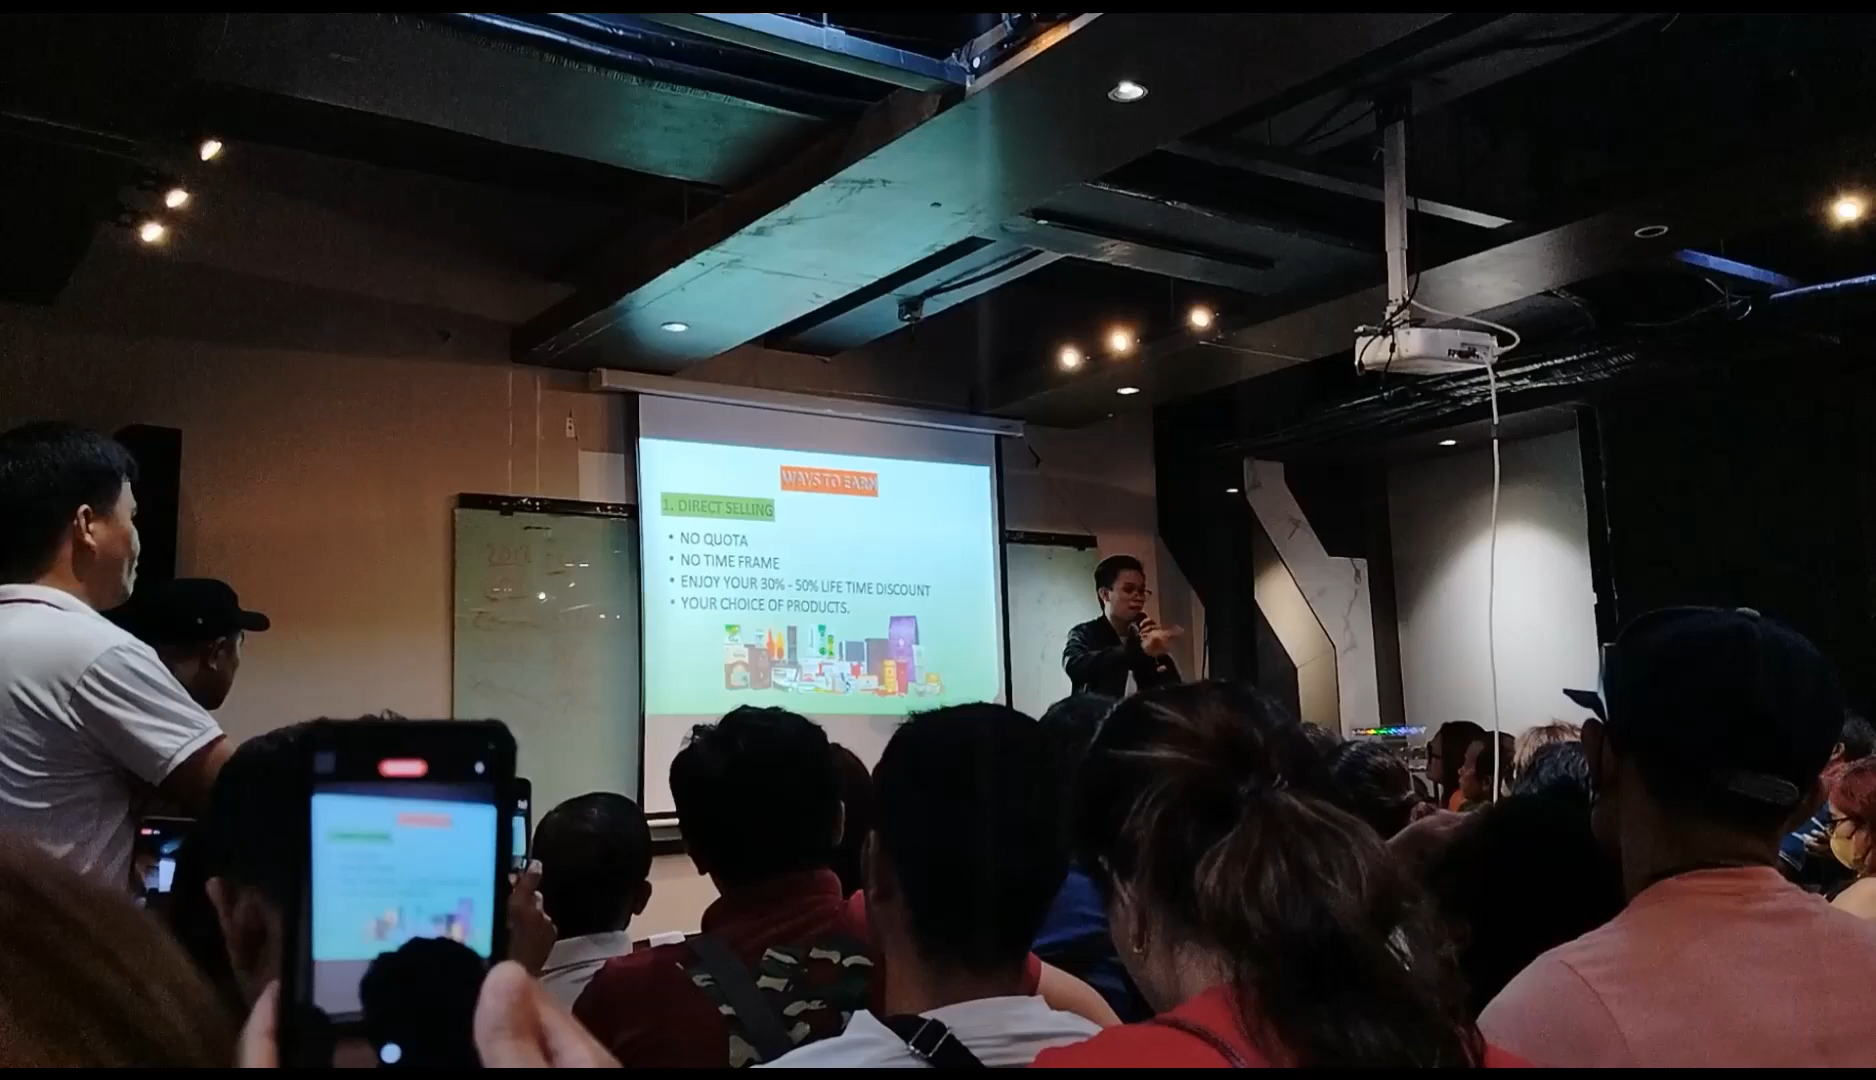 WAYS TO EARN
1. DIRECT SELLING
• NO QUOTA
• NO TIME FRAME
• ENJOY YOUR 30% - 50% LIFE TIME DISCOUNT
• YOUR CHOICE OF PRODUCTS.